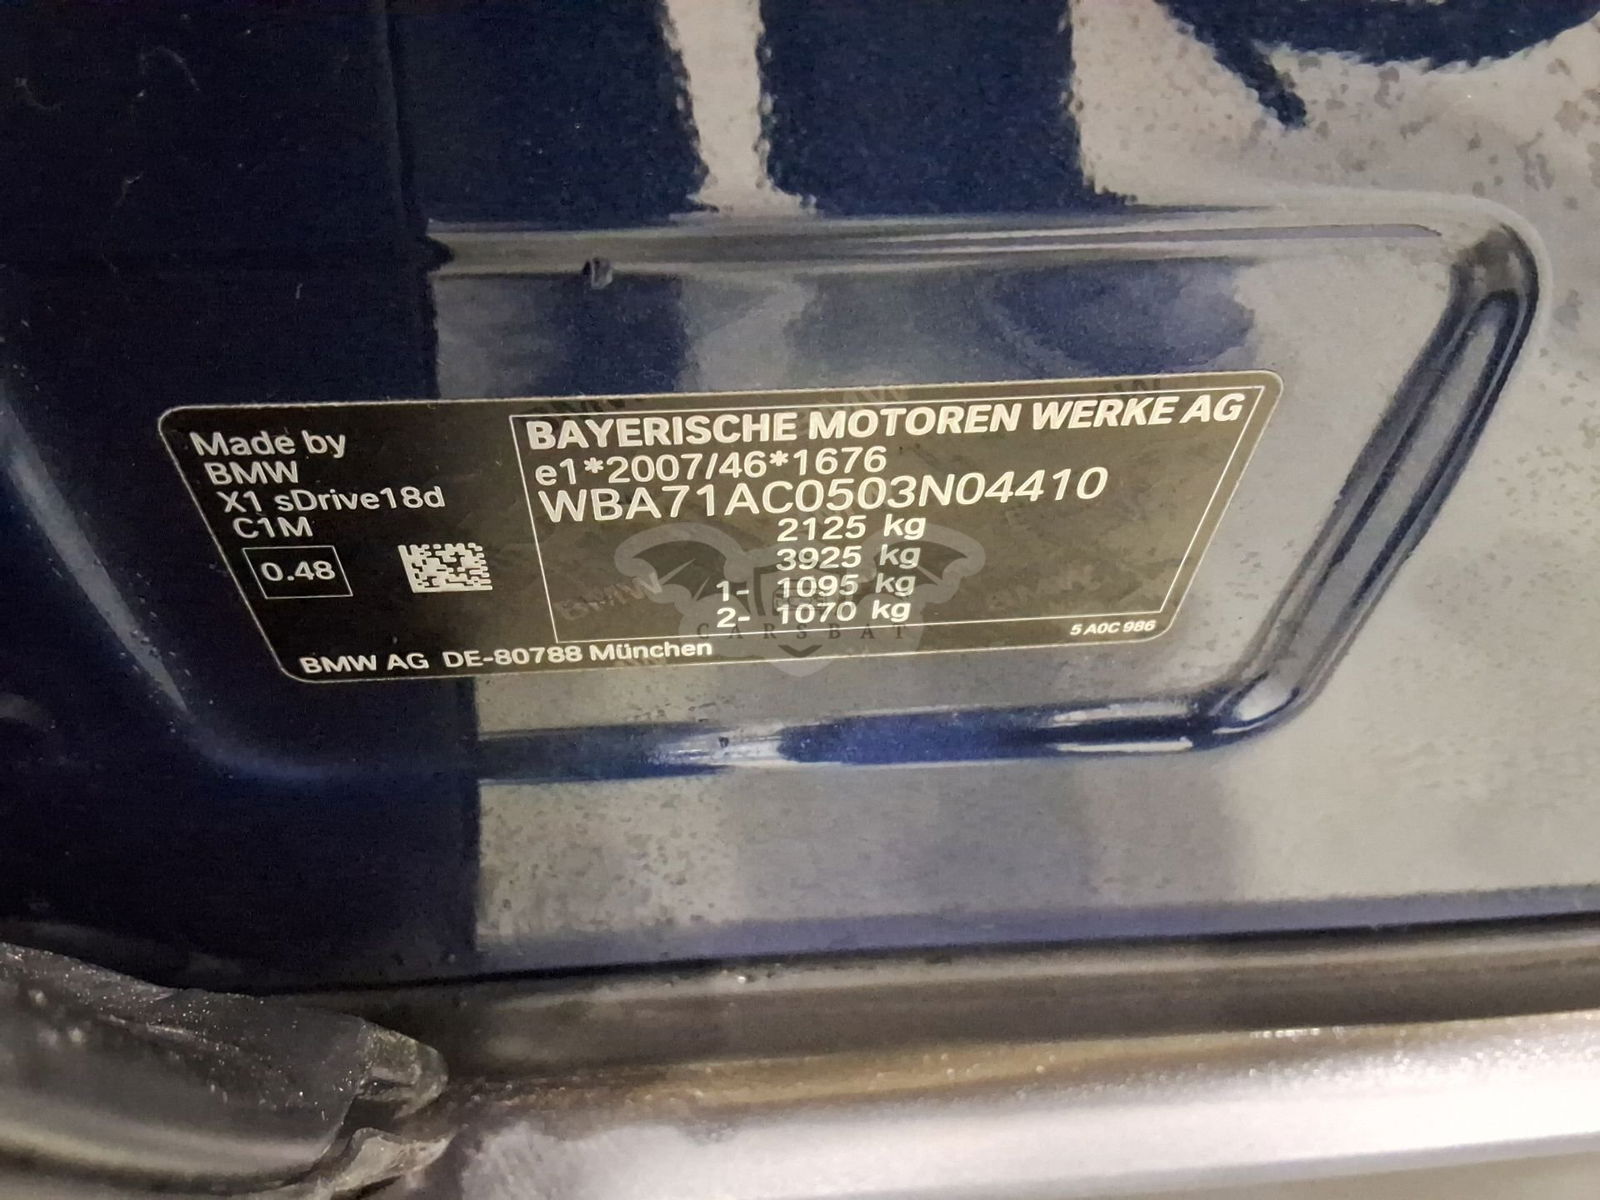 Made by
BMW
X1 sDrive18d
C1M
0.48
BAYERISCHE MOTOREN WERKE AG
e1*2007/46*1676
WBA71AC0503N04410
2125 kg
3925 kg
1- 1095 kg
2- 1070 kg
5 A0C 986
BMW AG DE-80788 München
CARSBAT